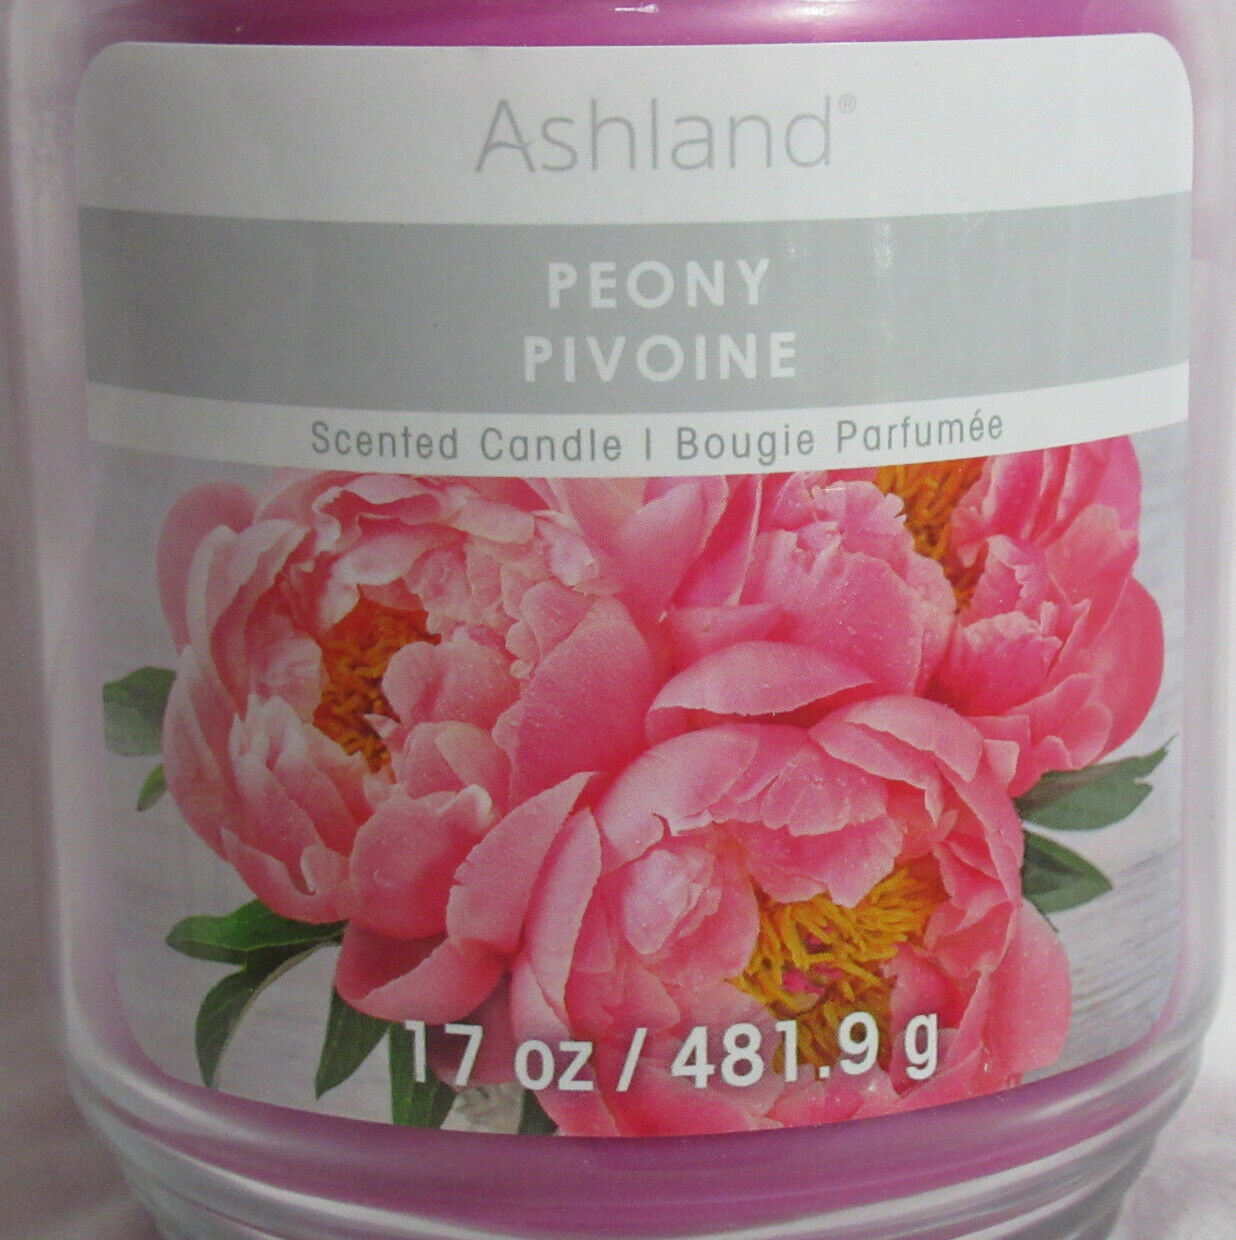 Ashland®
PEONY
PIVOINE
Scented Candle | Bougie Parfumée
17 oz / 481.9 g